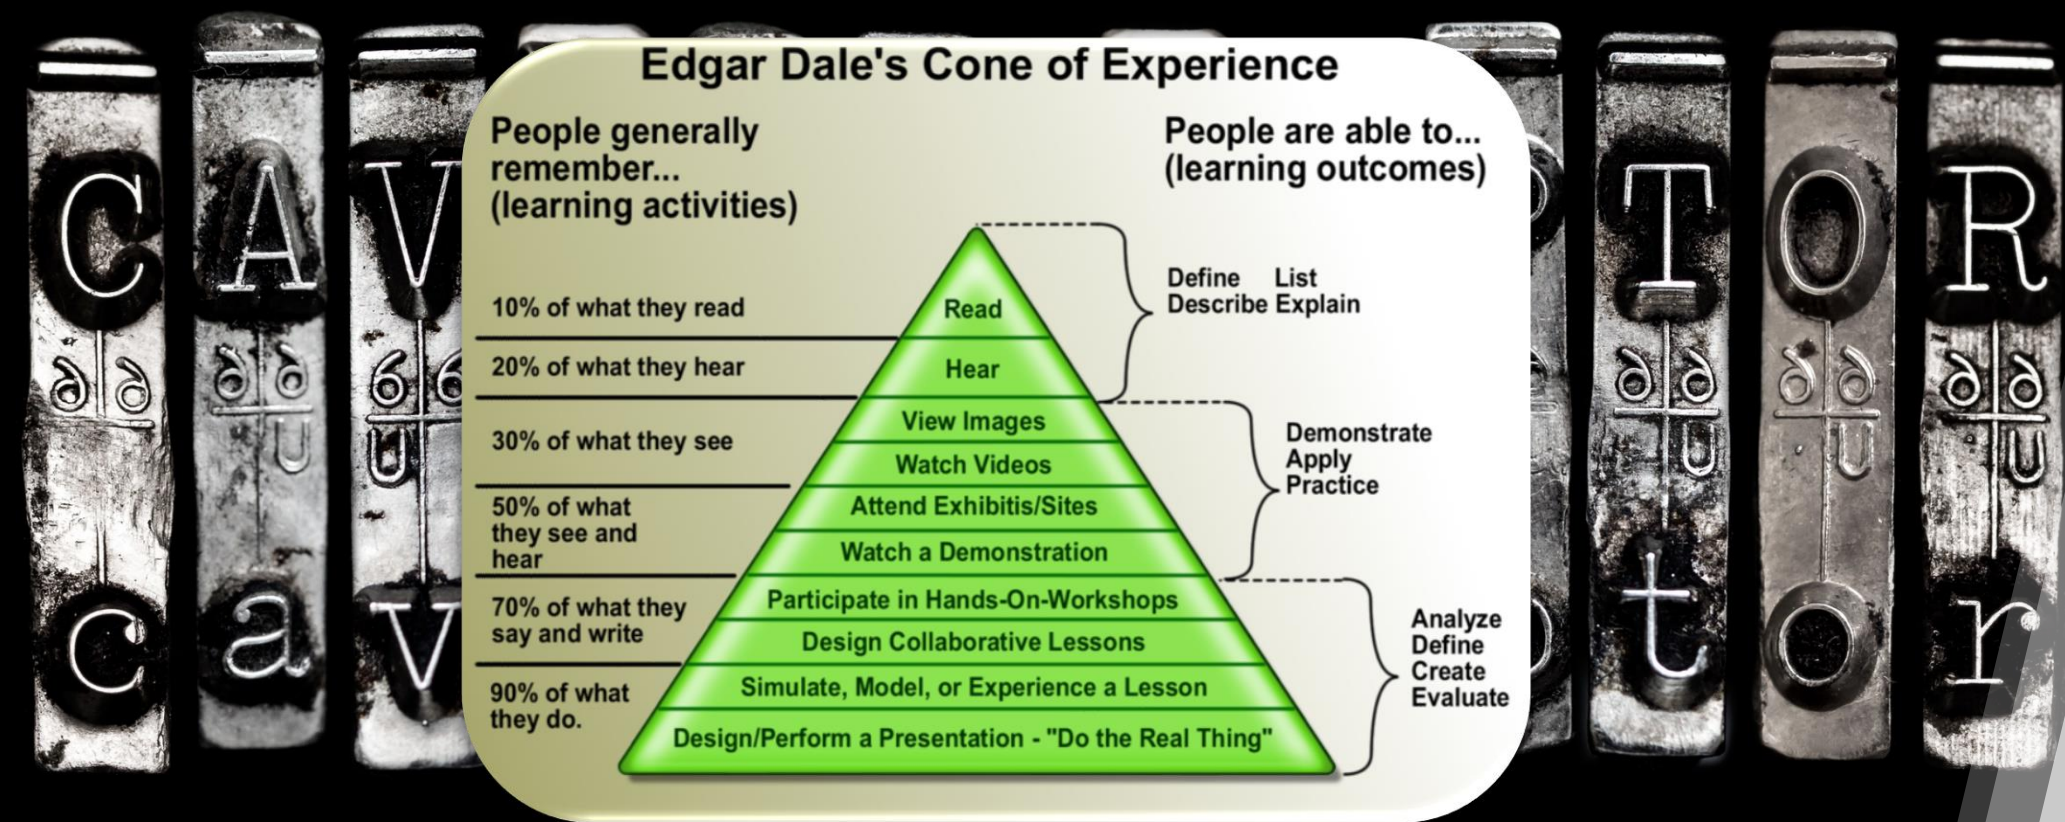 Edgar Dale's Cone of Experience
People generally
remember...
(learning activities)
People are able to...
(learning outcomes)
10% of what they read
20% of what they hear
30% of what they see
50% of what
they see and
hear
70% of what they
say and write
90% of what
they do.
Read
Hear
View Images
Watch Videos
Attend Exhibitis/Sites
Watch a Demonstration
Participate in Hands-On-Workshops
Design Collaborative Lessons
Simulate, Model, or Experience a Lesson
Design/Perform a Presentation - "Do the Real Thing"
Define List
Describe Explain
Demonstrate
Apply
Practice
Analyze
Define
Create
Evaluate
C A V T O R
c a v t o r